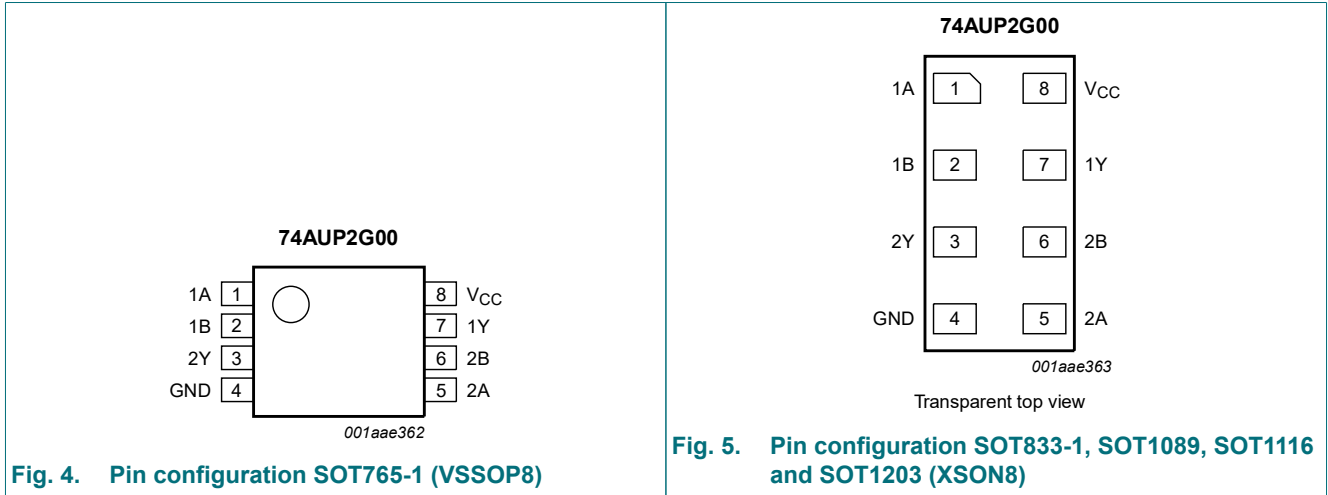 74AUP2G00
1A 1 8 VCC
1B 2 7 1Y
2Y 3 6 2B
GND 4 5 2A
001aae362
Fig. 4. Pin configuration SOT765-1 (VSSOP8)
74AUP2G00
1A 1 8 VCC
1B 2 7 1Y
2Y 3 6 2B
GND 4 5 2A
001aae363
Transparent top view
Fig. 5. Pin configuration SOT833-1, SOT1089, SOT1116
and SOT1203 (XSON8)